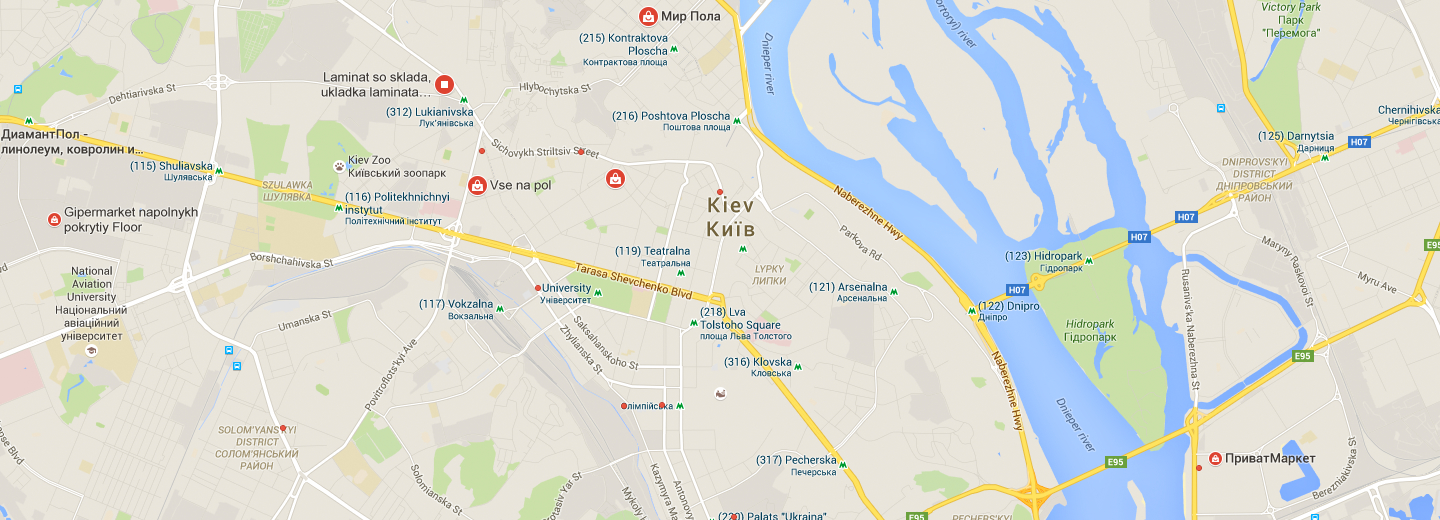 Victory Park
Парк
"Перемога"
Мир Пола
(215) Kontraktova
Ploscha
Контрактова площа
Dnieper river
river
Laminat so sklada,
ukladka laminata...
Dehtiarivska St
Hlybochytska St
(312) Lukianivska
Лук'янівська
(216) Poshtova Ploscha
Поштова площа
Chernihivska
Чернігівська
ДиамантПол -
линолеум, ковролин и...
(125) Darnytsia
Дарниця
H07
Sichovykh Striltsiv Street
(115) Shuliavska
Шулявська
Kiev Zoo
Київський зоопарк
DNIPROVS'KYI
DISTRICT
ДНІПРОВСЬКИЙ
РАЙОН
SZULAWKA
ШУЛЯВКА
Vse na pol
(116) Politekhnichnyi
instytut
Політехнічний інститут
Gipermarket napolnykh
pokrytiy Floor
Kiev
Київ
Naberezhne Hwy
H07
H07
Parkova Rd
Maryny Raskovoi St
E95
(119) Teatralna
Театральна
Borshchahivska St
(123) Hidropark
Гідропарк
National
Aviation
University
Національний
авіаційний
університет
Tarasa Shevchenko Blvd
LYPKY
ЛИПКИ
Rusanivs'ka Naberezhna St
Myru Ave
University
Університет
(121) Arsenalna
Арсенальна
H07
(117) Vokzalna
Вокзальна
(122) Dnipro
Дніпро
(218) Lva
Tolstoho Square
площа Льва Толстого
Umanska St
Saksahanskoho St
Zhylianska St
Hidropark
Гідропарк
E95
Povitroflots'kyi Ave
(316) Klovska
Кловська
Naberezhne Hwy
лімпійська
Dnieper river
SOLOM'YANS'KYI
DISTRICT
СОЛОМ'ЯНСЬКИЙ
РАЙОН
(317) Pecherska
Печерська
E95
ПриватМаркет
Solomianska St
Kazymyra Ma
Antonovy
Mykoly
Protasiv Yar St
Berezniakivska St
(220) Palats "Ukraina"
E95
PECHERS'KYI